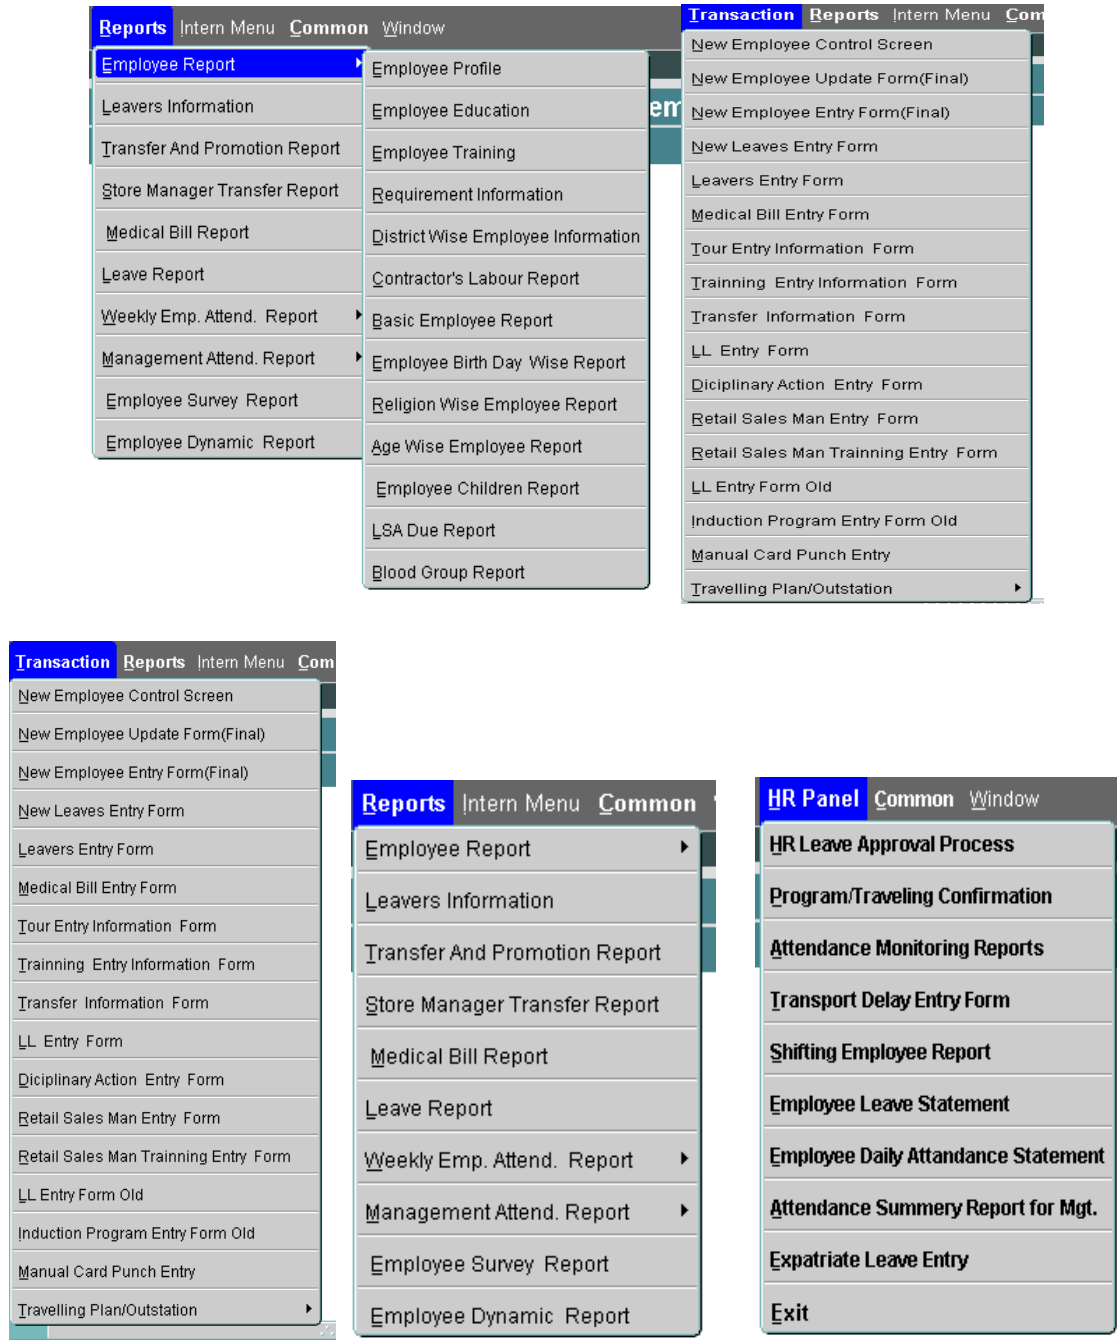 Reports Intern Menu Common Window
Employee Report
Leavers Information
Transfer And Promotion Report
Store Manager Transfer Report
Medical Bill Report
Leave Report
Weekly Emp. Attend. Report
Management Attend. Report
Employee Survey Report
Employee Dynamic Report
Employee Profile
Employee Education
Employee Training
Requirement Information
District Wise Employee Information
Contractor's Labour Report
Basic Employee Report
Employee Birth Day Wise Report
Religion Wise Employee Report
Age Wise Employee Report
Employee Children Report
LSA Due Report
Blood Group Report
em
Transaction Reports Intern Menu Com
New Employee Control Screen
New Employee Update Form(Final)
New Employee Entry Form(Final)
New Leaves Entry Form
Leavers Entry Form
Medical Bill Entry Form
Tour Entry Information Form
Trainning Entry Information Form
Transfer Information Form
LL Entry Form
Diciplinary Action Entry Form
Retail Sales Man Entry Form
Retail Sales Man Trainning Entry Form
LL Entry Form Old
Induction Program Entry Form Old
Manual Card Punch Entry
Travelling Plan/Outstation
Transaction Reports Intern Menu Com
New Employee Control Screen
New Employee Update Form(Final)
New Employee Entry Form(Final)
New Leaves Entry Form
Leavers Entry Form
Medical Bill Entry Form
Tour Entry Information Form
Trainning Entry Information Form
Transfer Information Form
LL Entry Form
Diciplinary Action Entry Form
Retail Sales Man Entry Form
Retail Sales Man Trainning Entry Form
LL Entry Form Old
Induction Program Entry Form Old
Manual Card Punch Entry
Travelling Plan/Outstation
Reports Intern Menu Common
Employee Report
Leavers Information
Transfer And Promotion Report
Store Manager Transfer Report
Medical Bill Report
Leave Report
Weekly Emp. Attend. Report
Management Attend. Report
Employee Survey Report
Employee Dynamic Report
HR Panel Common Window
HR Leave Approval Process
Program/Traveling Confirmation
Attendance Monitoring Reports
Transport Delay Entry Form
Shifting Employee Report
Employee Leave Statement
Employee Daily Attandance Statement
Attendance Summery Report for Mgt.
Expatriate Leave Entry
Exit